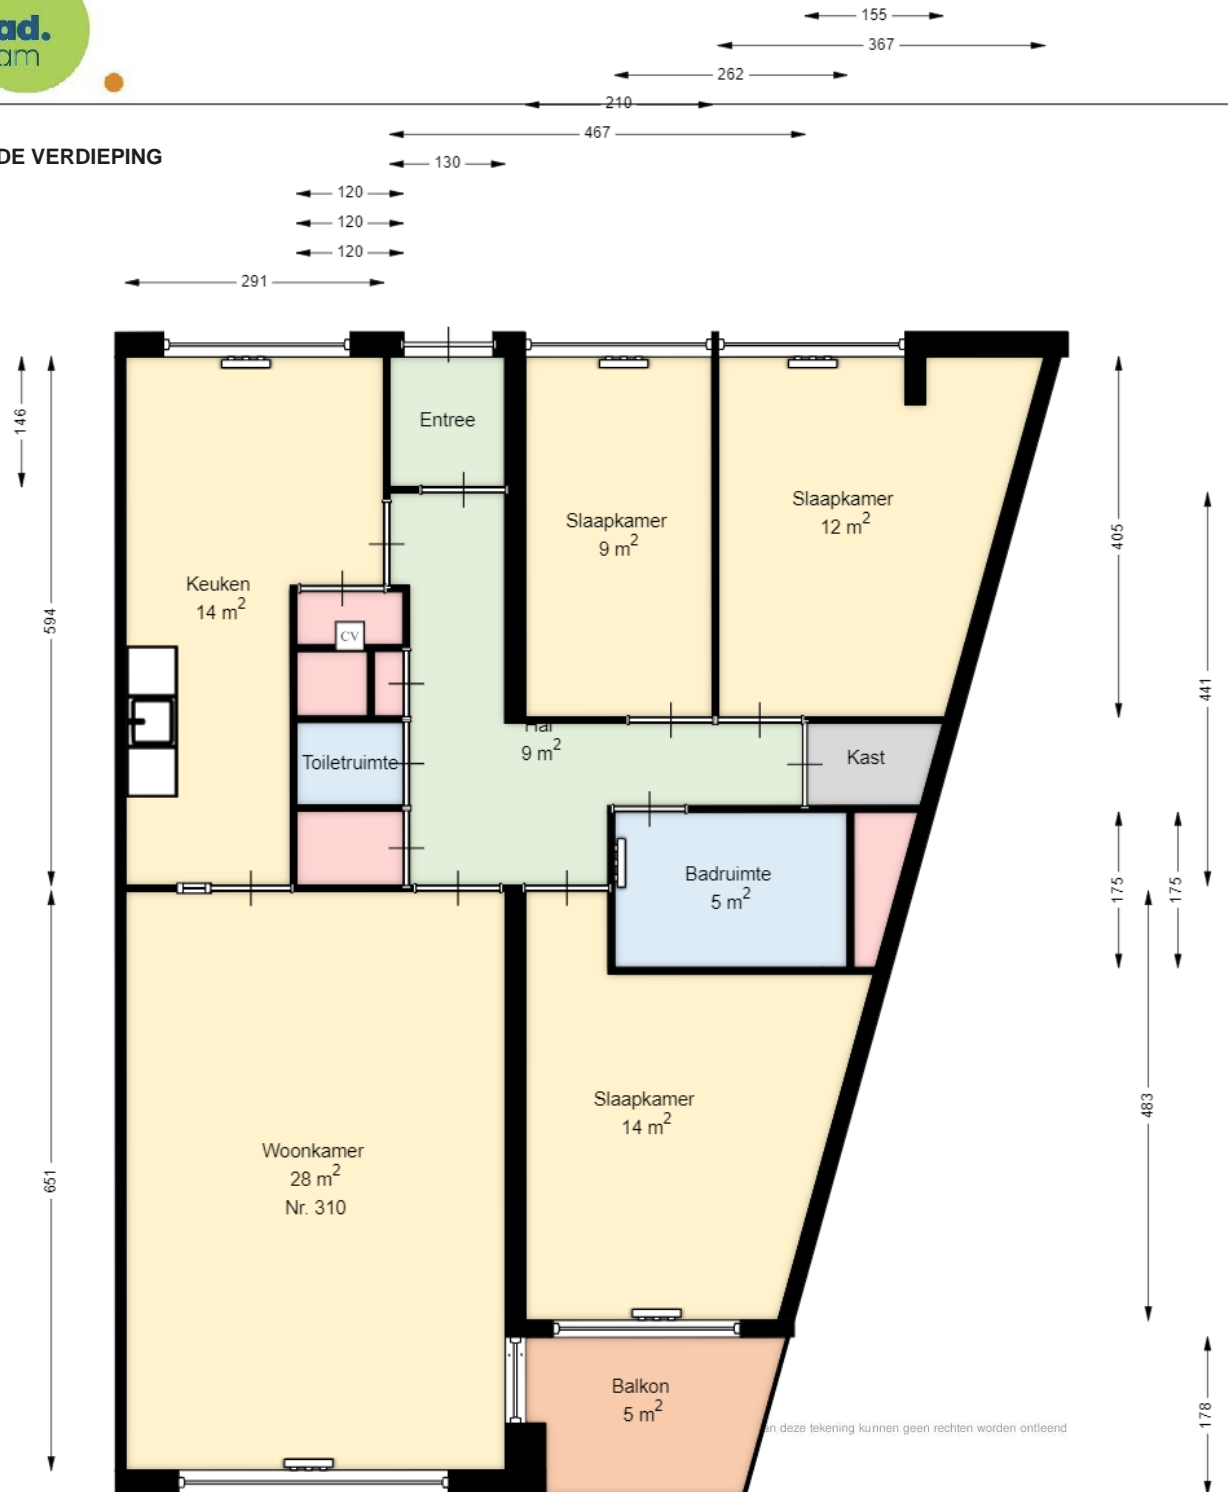 ad.
am
155
367
262
210
467
130
DE VERDIEPING
120
120
120
291
146
594
651
405
441
175
175
483
178
Entree
Slaapkamer
9 m²
Slaapkamer
12 m²
Keuken
14 m²
CV
Toiletruimte
Hal
9 m²
Kast
Badruimte
5 m²
Slaapkamer
14 m²
Woonkamer
28 m²
Nr. 310
Balkon
5 m²
an deze tekening kunnen geen rechten worden ontleend